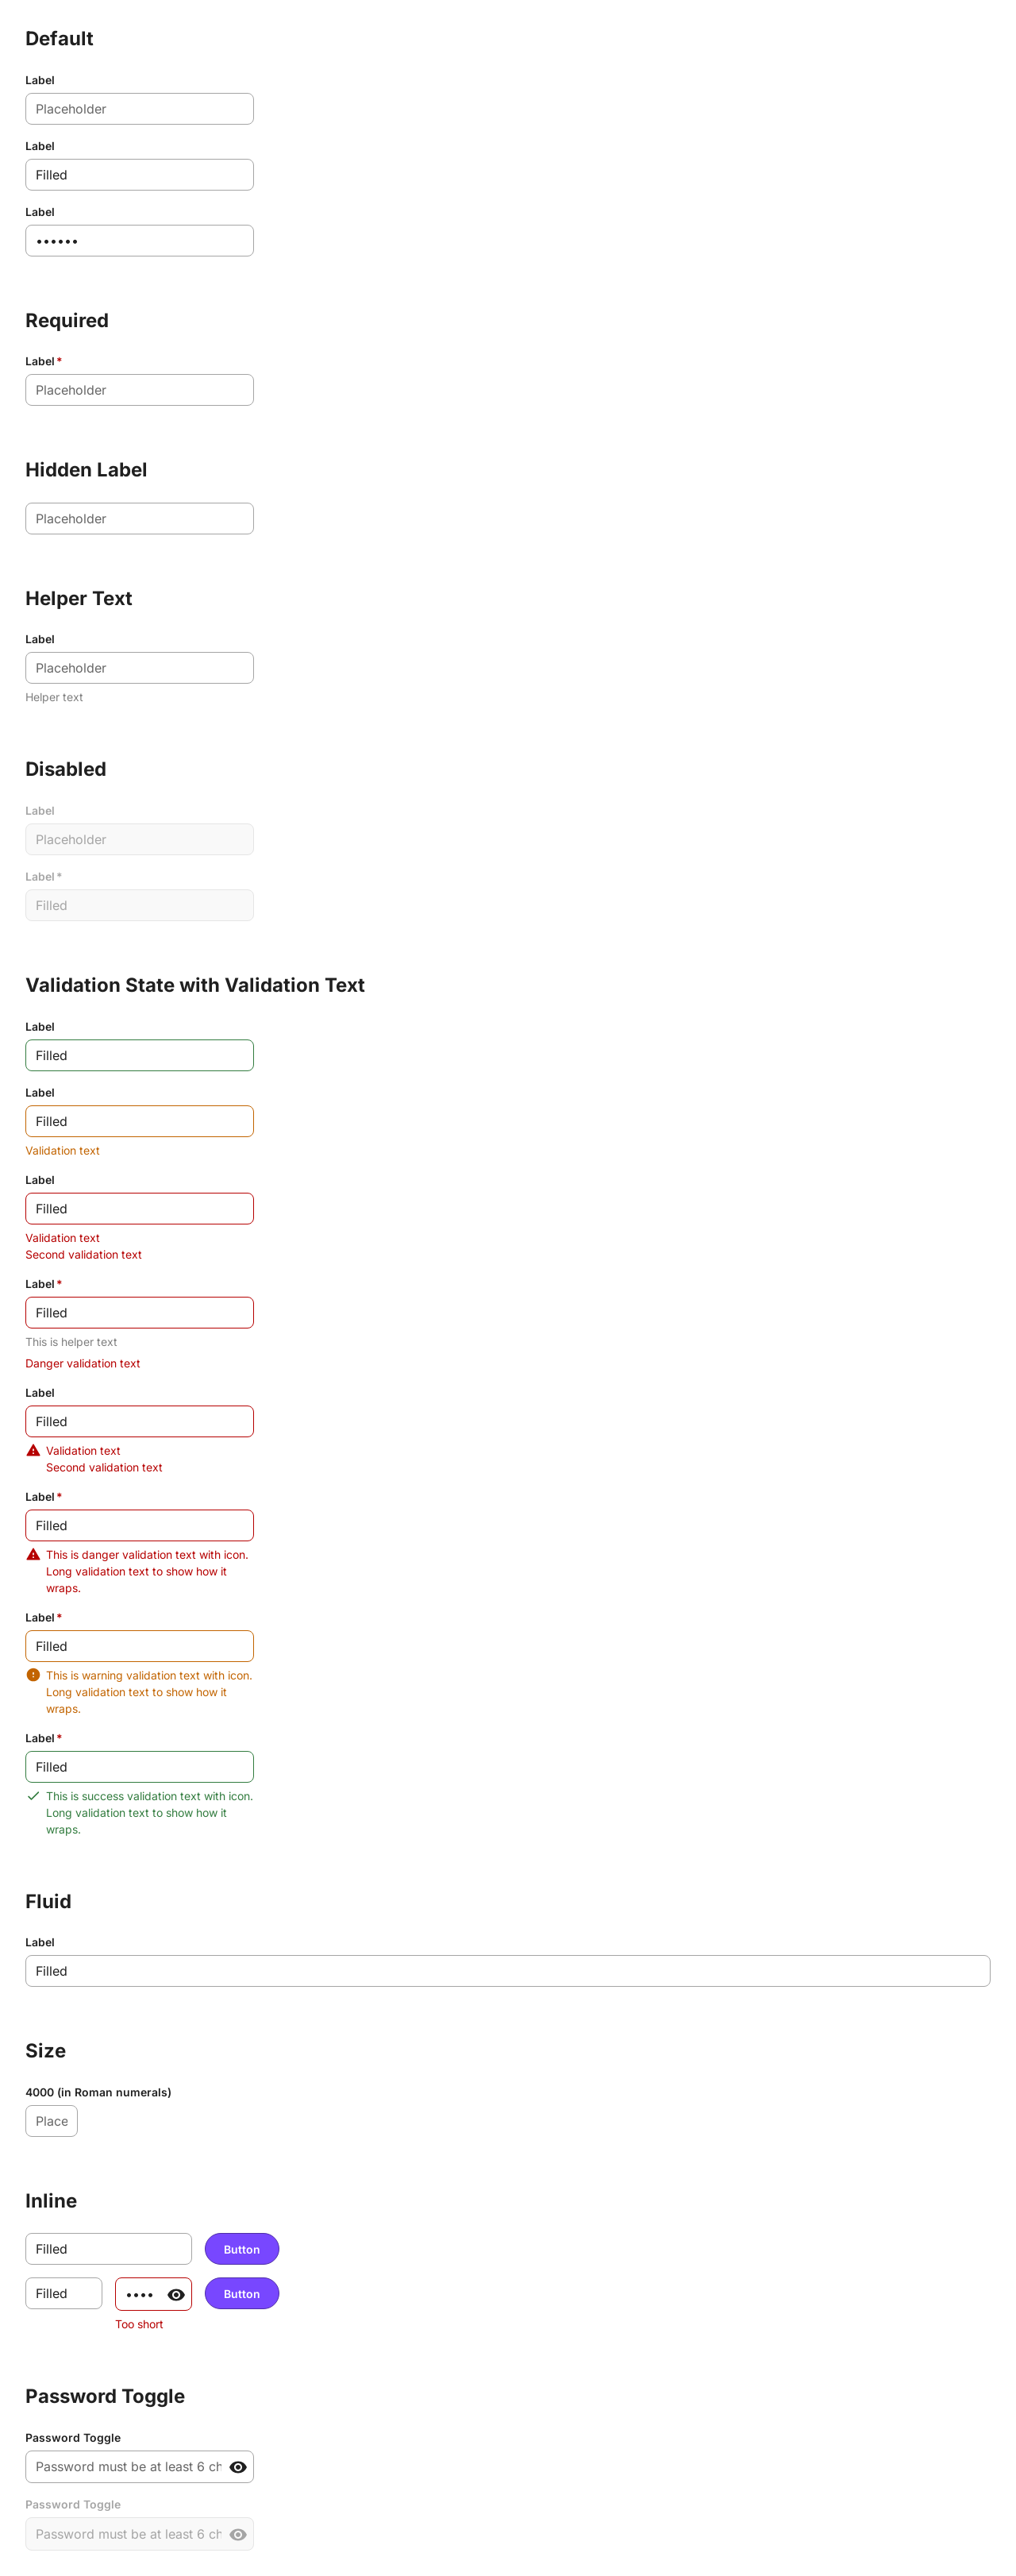 Default
Label
Placeholder
Label
Filled
Label
••••••
Required
Label *
Placeholder
Hidden Label
Placeholder
Helper Text
Label
Placeholder
Helper text
Disabled
Label
Placeholder
Label *
Filled
Validation State with Validation Text
Label
Filled
Label
Filled
Validation text
Label
Filled
Validation text
Second validation text
Label *
Filled
This is helper text
Danger validation text
Label
Filled
Validation text
Second validation text
Label *
Filled
This is danger validation text with icon.
Long validation text to show how it
wraps.
Label *
Filled
This is warning validation text with icon.
Long validation text to show how it
wraps.
Label *
Filled
This is success validation text with icon.
Long validation text to show how it
wraps.
Fluid
Label
Filled
Size
4000 (in Roman numerals)
Place
Inline
Filled Button
Filled •••• Button
Too short
Password Toggle
Password Toggle
Password must be at least 6 ch
Password Toggle
Password must be at least 6 ch